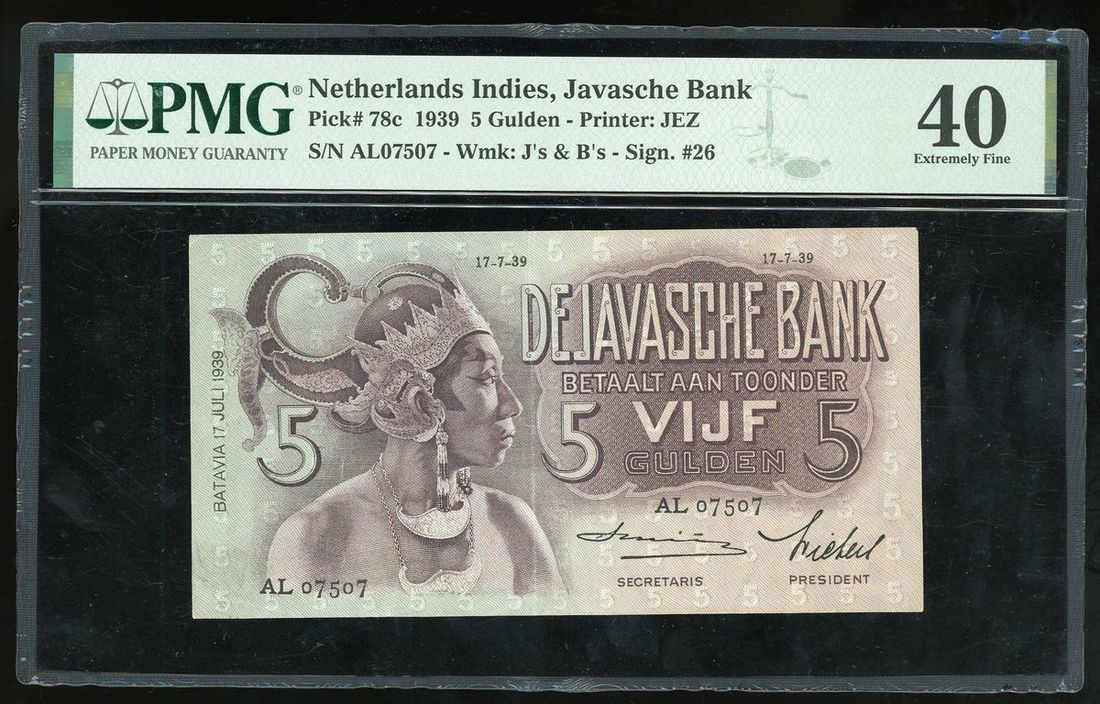 PMG®
PAPER MONEY GUARANTY
Netherlands Indies, Javasche Bank
Pick# 78c 1939 5 Gulden - Printer: JEZ
S/N AL07507 - Wmk: J's & B's - Sign. #26
40
Extremely Fine
17-7-39 17-7-39
DE JAVASCHE BANK
BETAALT AAN TOONDER
5 VIJF 5
GULDEN
5
BATAVIA 17 JULI 1939
AL 07507
SECRETARIS PRESIDENT
AL 07507